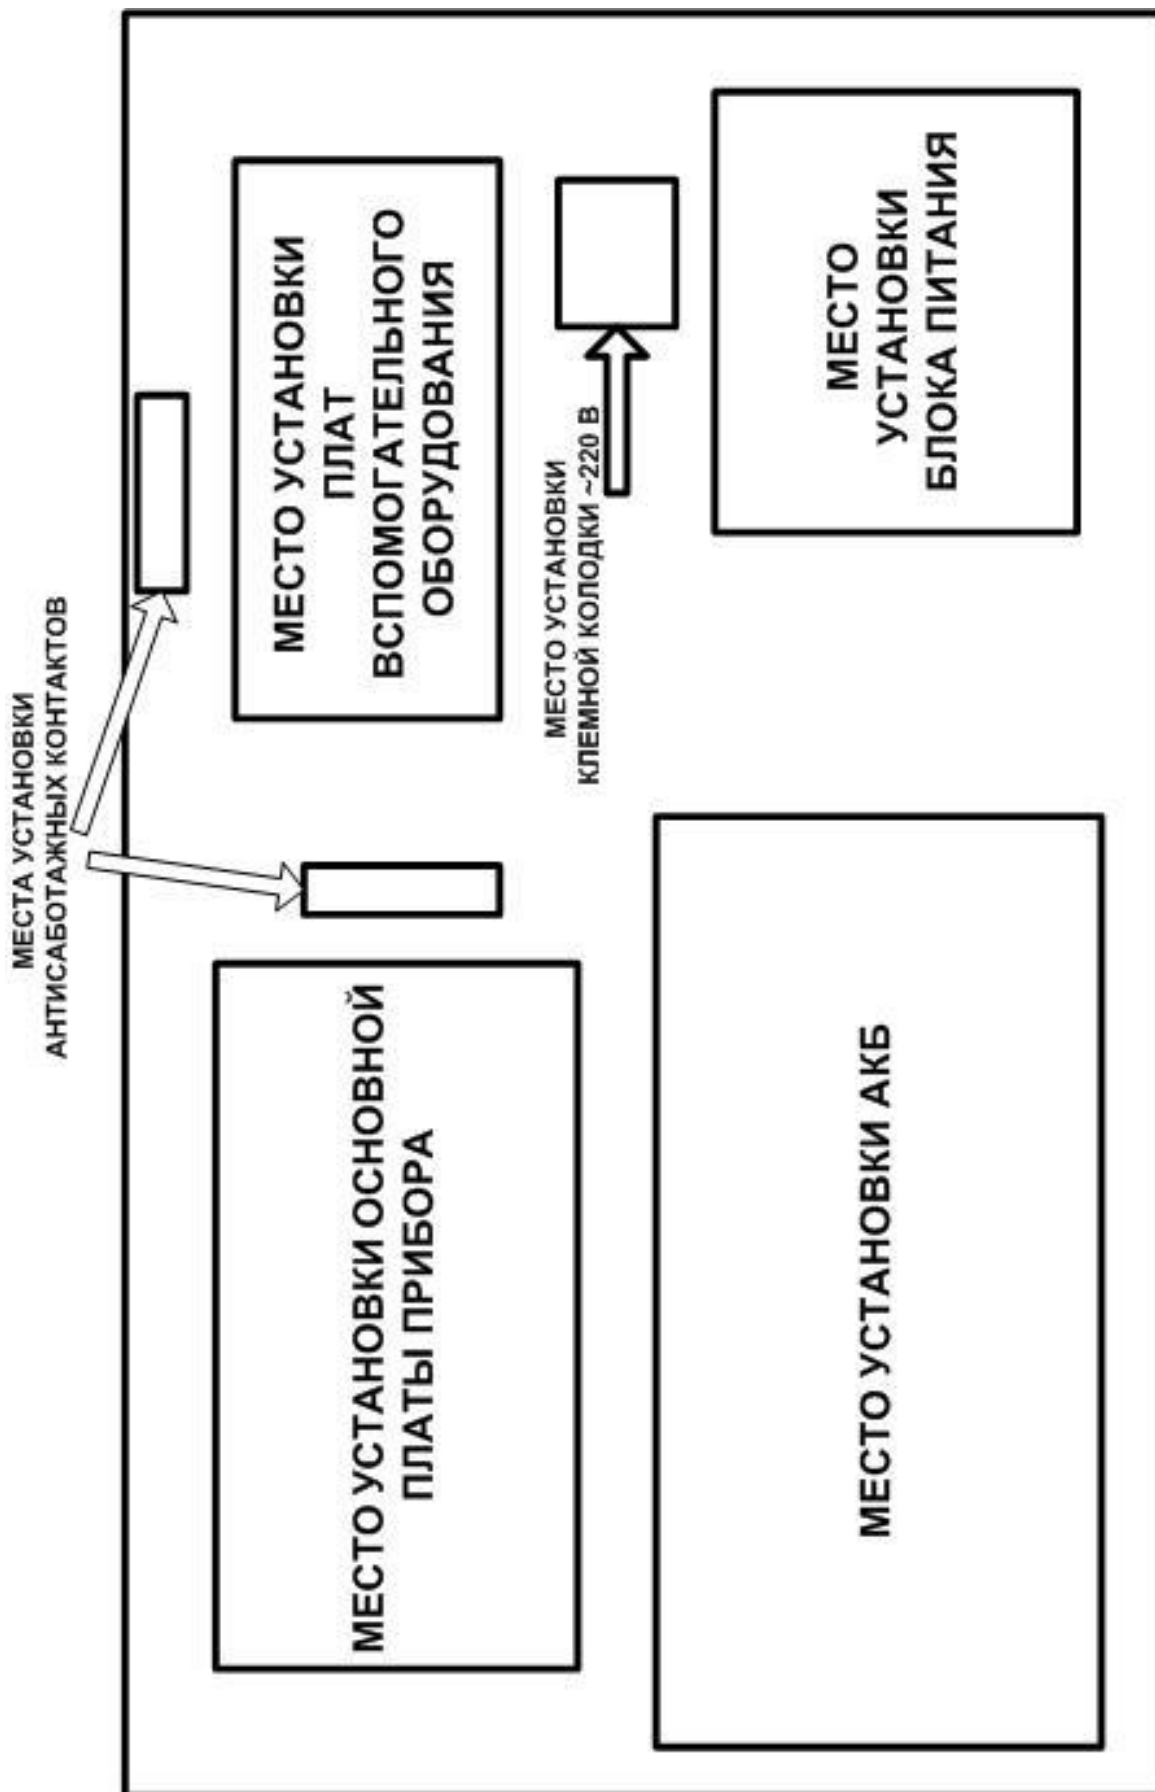 МЕСТА УСТАНОВКИ
АНТИСАБОТАЖНЫХ КОНТАКТОВ
МЕСТО УСТАНОВКИ ОСНОВНОЙ
ПЛАТЫ ПРИБОРА
МЕСТО УСТАНОВКИ
ПЛАТ
ВСПОМОГАТЕЛЬНОГО
ОБОРУДОВАНИЯ
МЕСТО УСТАНОВКИ
КЛЕМНОЙ КОЛОДКИ ~220 В
МЕСТО УСТАНОВКИ АКБ
МЕСТО
УСТАНОВКИ
БЛОКА ПИТАНИЯ